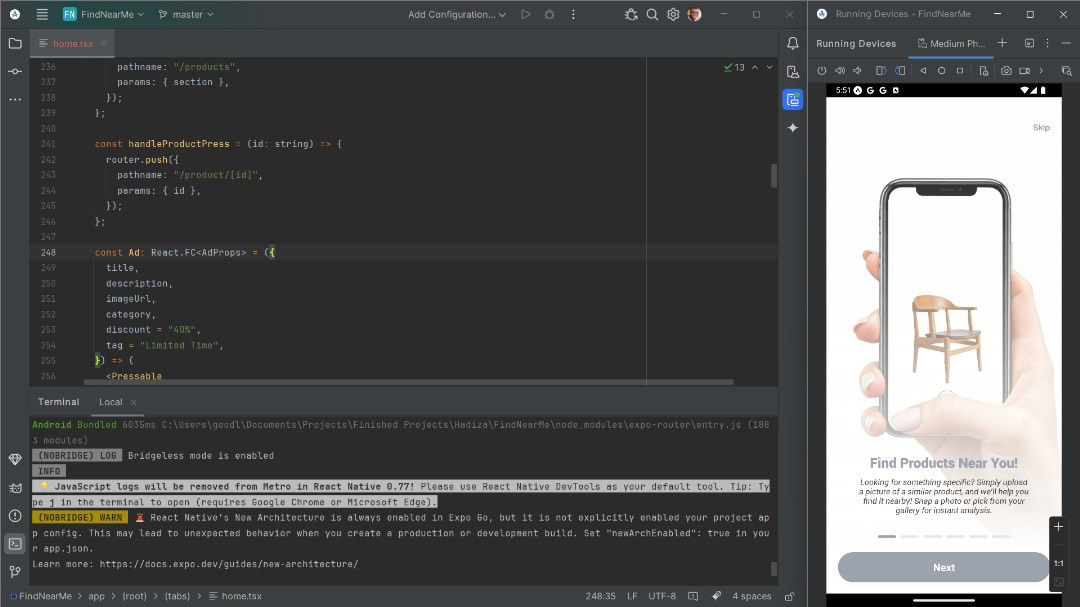 FN FindNearMe
master
Add Configuration...
Running Devices - FindNearMe
home.tsx
Running Devices
Medium Ph...
236 pathname: "/products",
237 params: { section },
238 });
239 };
240
241 const handleProductPress = (id: string) => {
242 router.push({
243 pathname: "/product/[id]",
244 params: { id },
245 });
246 };
247
248 const Ad: React.FC<AdProps> = ({
249 title,
250 description,
251 imageUrl,
252 category,
253 discount = "40%",
254 tag = "Limited Time",
255 }) => (
256 <Pressable
13
Terminal
Local
Android Bundled 6035ms C:\Users\goodl\Documents\Projects\Finished Projects\Hadiza\FindNearMe\node_modules\expo-router\entry.js (188
3 modules)
(NOBRIDGE) LOG Bridgeless mode is enabled
INFO
JavaScript logs will be removed from Metro in React Native 0.77! Please use React Native DevTools as your default tool. Tip: Ty
pe j in the terminal to open (requires Google Chrome or Microsoft Edge).
(NOBRIDGE) WARN 🚨 React Native's New Architecture is always enabled in Expo Go, but it is not explicitly enabled your project ap
p config. This may lead to unexpected behavior when you create a production or development build. Set "newArchEnabled": true in you
r app.json.
Learn more: https://docs.expo.dev/guides/new-architecture/
FindNearMe > app > (root) > (tabs) > home.tsx
248:35 LF UTF-8 4 spaces
5:51
Skip
Find Products Near You!
Looking for something specific? Simply upload
a picture of a similar product, and we'll help you
find it nearby! Snap a photo or pick from your
gallery for instant analysis.
Next
1:1